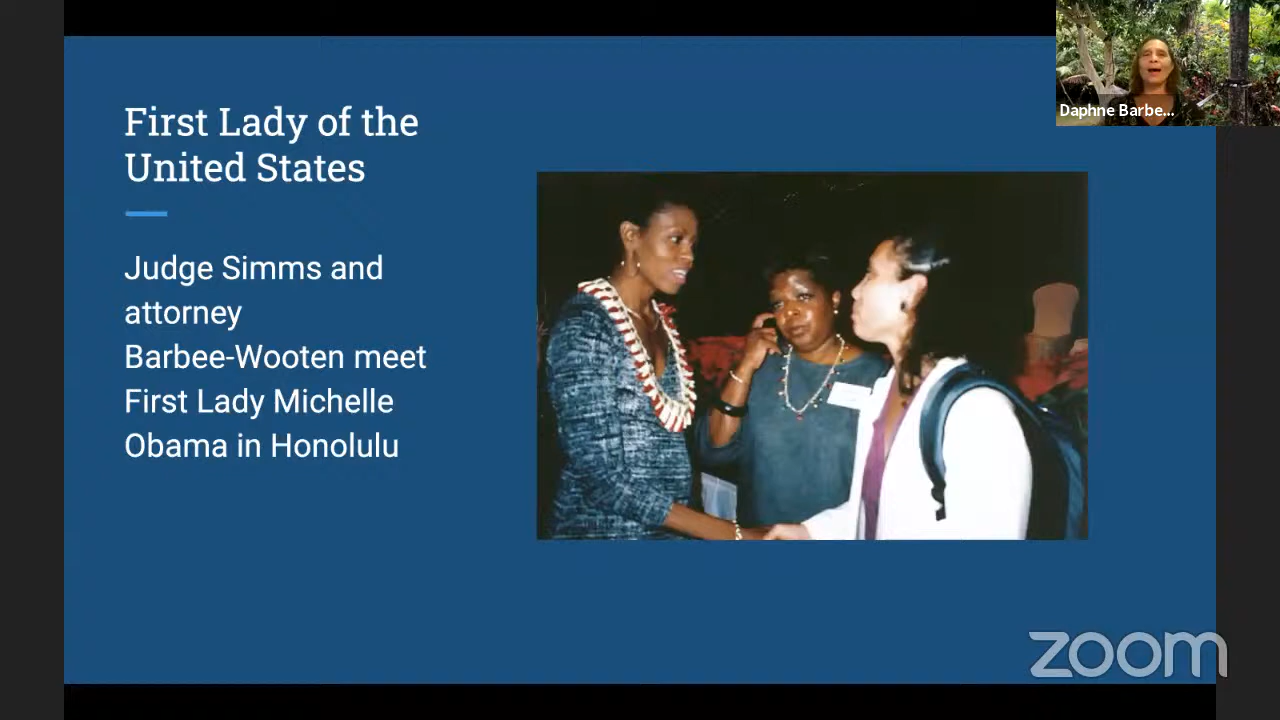 First Lady of the
United States
Judge Simms and
attorney
Barbee-Wooten meet
First Lady Michelle
Obama in Honolulu
Daphne Barbe...
zoom